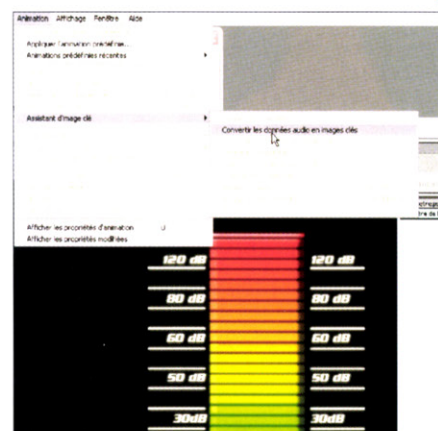 Animation Affichage Fenêtre Aide
Appliquer l'animation prédéfinie...
Animations prédéfinies récentes
Assistant d'image clé
Convertir les données audio en images clés
Afficher les propriétés d'animation U
Afficher les propriétés modifiées
120 dB 120 dB
80 dB 80 dB
60 dB 60 dB
50 dB 50 dB
30dB 30dB